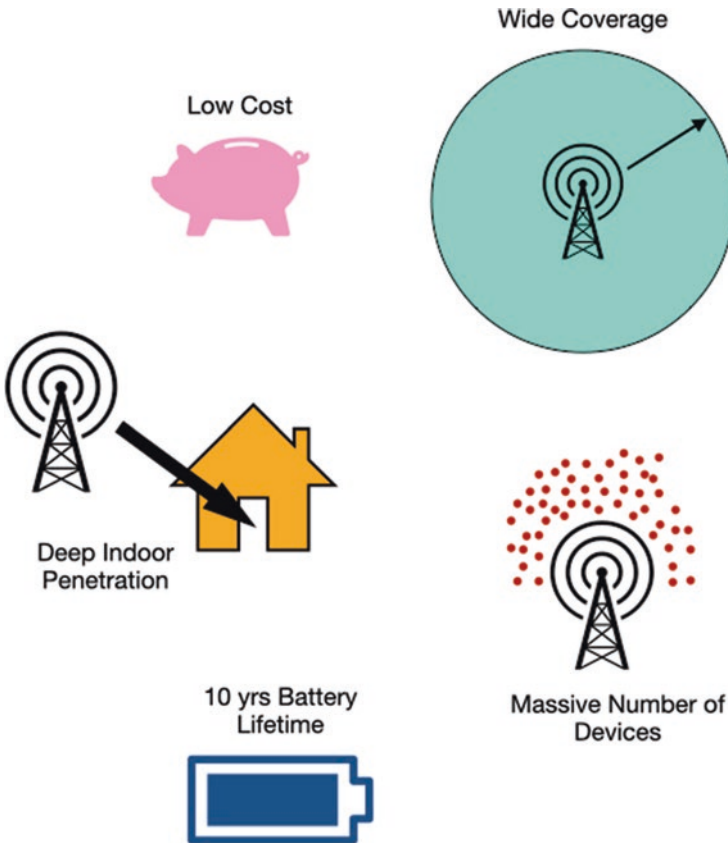 Wide Coverage
Low Cost
Deep Indoor
Penetration
10 yrs Battery
Lifetime
Massive Number of
Devices